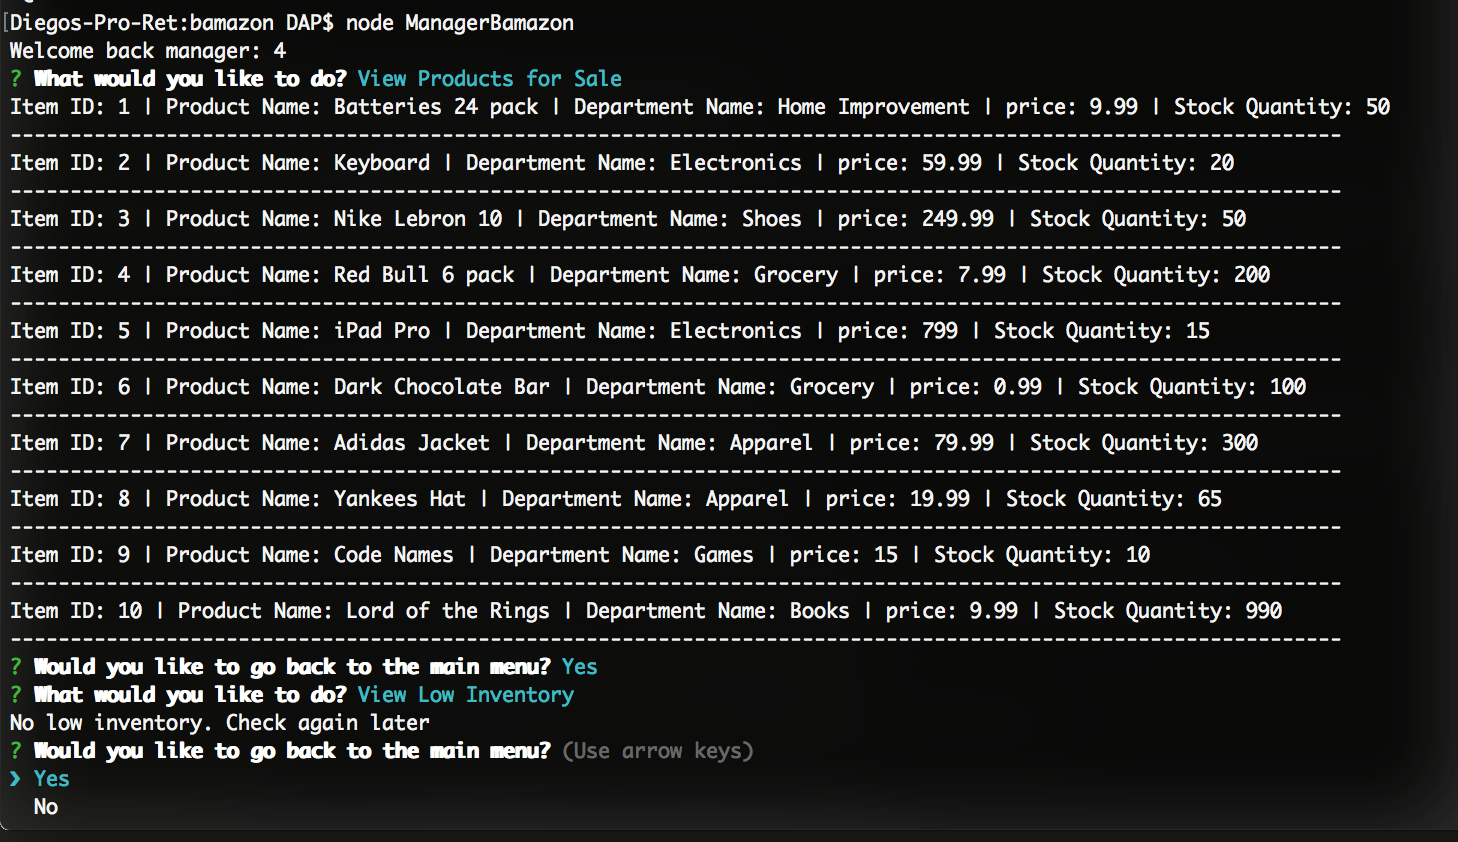 [Diegos-Pro-Ret:bamazon DAP$ node ManagerBamazon
Welcome back manager: 4
? What would you like to do? View Products for Sale
Item ID: 1 | Product Name: Batteries 24 pack | Department Name: Home Improvement | price: 9.99 | Stock Quantity: 50
---------------------------------------------------------------------------------------------------------------
Item ID: 2 | Product Name: Keyboard | Department Name: Electronics | price: 59.99 | Stock Quantity: 20
---------------------------------------------------------------------------------------------------------------
Item ID: 3 | Product Name: Nike Lebron 10 | Department Name: Shoes | price: 249.99 | Stock Quantity: 50
---------------------------------------------------------------------------------------------------------------
Item ID: 4 | Product Name: Red Bull 6 pack | Department Name: Grocery | price: 7.99 | Stock Quantity: 200
---------------------------------------------------------------------------------------------------------------
Item ID: 5 | Product Name: iPad Pro | Department Name: Electronics | price: 799 | Stock Quantity: 15
---------------------------------------------------------------------------------------------------------------
Item ID: 6 | Product Name: Dark Chocolate Bar | Department Name: Grocery | price: 0.99 | Stock Quantity: 100
---------------------------------------------------------------------------------------------------------------
Item ID: 7 | Product Name: Adidas Jacket | Department Name: Apparel | price: 79.99 | Stock Quantity: 300
---------------------------------------------------------------------------------------------------------------
Item ID: 8 | Product Name: Yankees Hat | Department Name: Apparel | price: 19.99 | Stock Quantity: 65
---------------------------------------------------------------------------------------------------------------
Item ID: 9 | Product Name: Code Names | Department Name: Games | price: 15 | Stock Quantity: 10
---------------------------------------------------------------------------------------------------------------
Item ID: 10 | Product Name: Lord of the Rings | Department Name: Books | price: 9.99 | Stock Quantity: 990
---------------------------------------------------------------------------------------------------------------
? Would you like to go back to the main menu? Yes
? What would you like to do? View Low Inventory
No low inventory. Check again later
? Would you like to go back to the main menu? (Use arrow keys)
❯ Yes
No